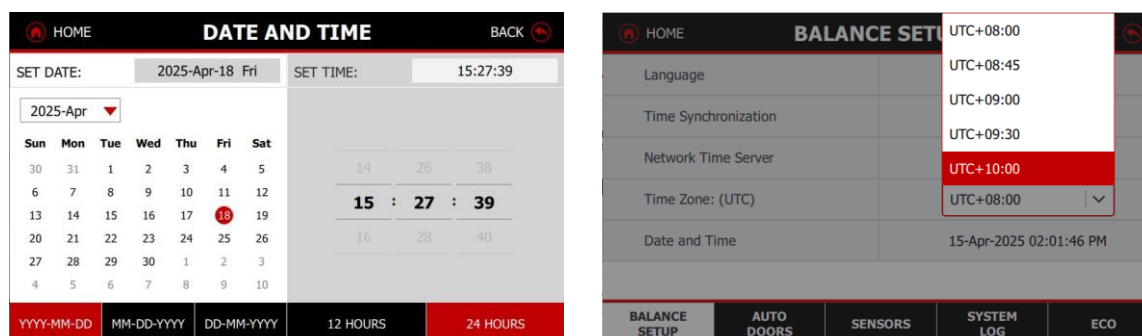 HOME DATE AND TIME BACK
SET DATE: 2025-Apr-18 Fri SET TIME: 15:27:39
2025-Apr
Sun Mon Tue Wed Thu Fri Sat
30 31 1 2 3 4 5
6 7 8 9 10 11 12
13 14 15 16 17 18 19
20 21 22 23 24 25 26
27 28 29 30 1 2 3
4 5 6 7 8 9 10
14 26 38
15 : 27 : 39
16 28 40
YYYY-MM-DD MM-DD-YYYY DD-MM-YYYY 12 HOURS 24 HOURS
HOME BALANCE
UTC+08:00
Language UTC+08:45
Time Synchronization UTC+09:00
UTC+09:30
Network Time Server UTC+10:00
Time Zone: (UTC) UTC+08:00
Date and Time 15-Apr-2025 02:01:46 PM
BALANCE SETUP AUTO DOORS SENSORS SYSTEM LOG ECO